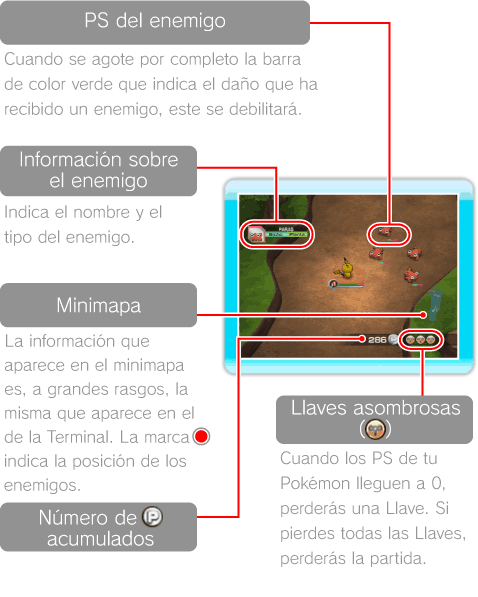 PS del enemigo
Cuando se agote por completo la barra
de color verde que indica el daño que ha
recibido un enemigo, este se debilitará.
Información sobre
el enemigo
Indica el nombre y el
tipo del enemigo.
PARAS
Bicho Planta
Minimapa
La información que
aparece en el minimapa
es, a grandes rasgos, la
misma que aparece en el
de la Terminal. La marca
indica la posición de los
enemigos.
286 P
Llaves asombrosas
( )
Cuando los PS de tu
Pokémon lleguen a 0,
perderás una Llave. Si
pierdes todas las Llaves,
perderás la partida.
Número de P
acumulados